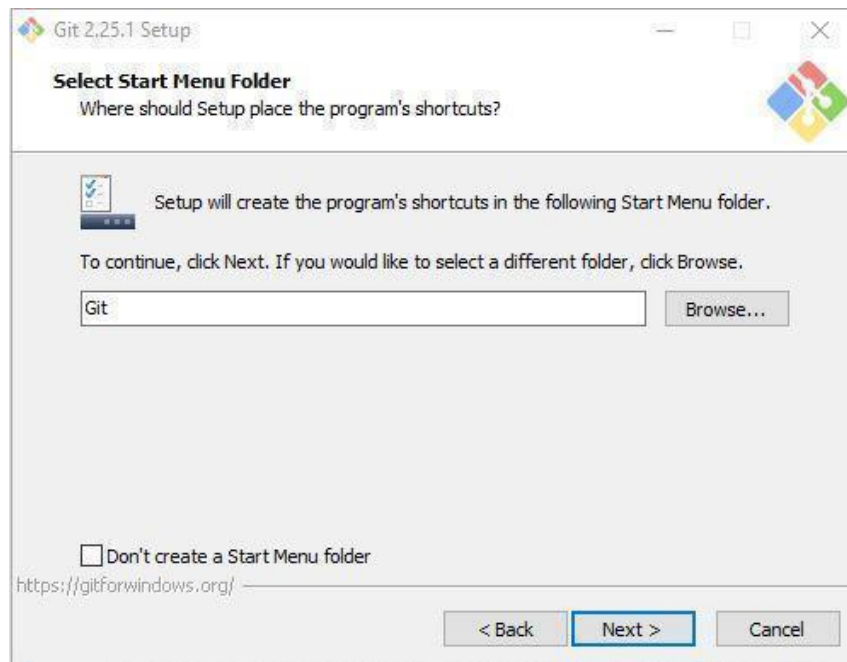 Git 2.25.1 Setup
Select Start Menu Folder
Where should Setup place the program's shortcuts?
Setup will create the program's shortcuts in the following Start Menu folder.
To continue, click Next. If you would like to select a different folder, click Browse.
Git
Browse...
Don't create a Start Menu folder
https://gitforwindows.org/
< Back
Next >
Cancel